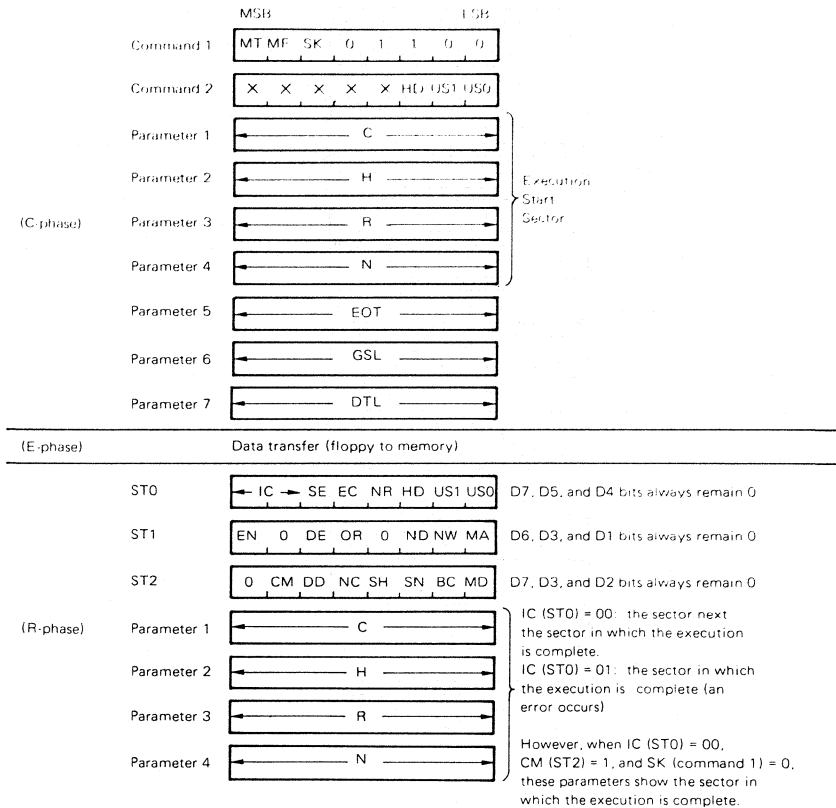 MSB LSB
Command 1 MT MF SK 0 1 1 0 0
Command 2 X X X X X HD US1 US0
Parameter 1 C
Parameter 2 H
Execution
Start
Sector
(C-phase) Parameter 3 R
Parameter 4 N
Parameter 5 EOT
Parameter 6 GSL
Parameter 7 DTL
(E-phase) Data transfer (floppy to memory)
ST0 IC SE EC NR HD US1 US0 D7, D5, and D4 bits always remain 0
ST1 EN 0 DE OR 0 ND NW MA D6, D3, and D1 bits always remain 0
ST2 0 CM DD NC SH SN BC MD D7, D3, and D2 bits always remain 0
(R-phase) Parameter 1 C
Parameter 2 H
Parameter 3 R
Parameter 4 N
IC (ST0) = 00: the sector next
the sector in which the execution
is complete.
IC (ST0) = 01: the sector in which
the execution is complete (an
error occurs)
However, when IC (ST0) = 00,
CM (ST2) = 1, and SK (command 1) = 0,
these parameters show the sector in
which the execution is complete.